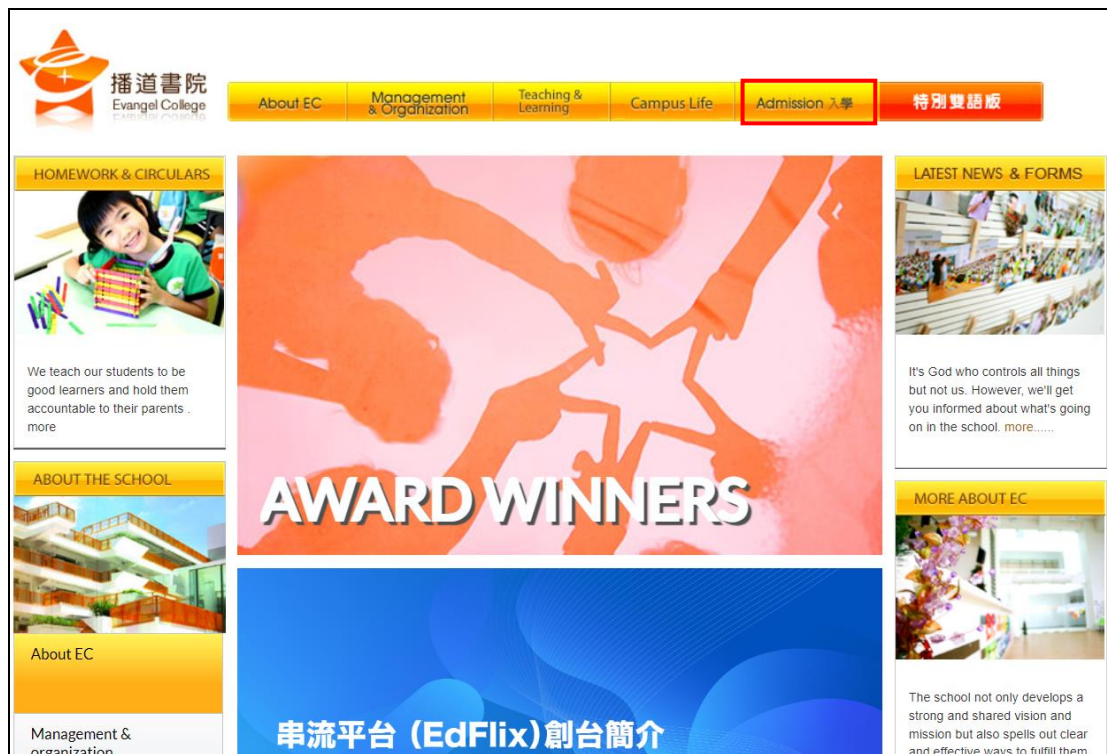 播道書院
Evangel College
About EC
Management
& Organization
Teaching &
Learning
Campus Life
Admission 入學
特別雙語版
HOMEWORK & CIRCULARS
We teach our students to be
good learners and hold them
accountable to their parents .
more
ABOUT THE SCHOOL
About EC
Management &
organization
AWARD WINNERS
串流平台 (EdFlix)創台簡介
LATEST NEWS & FORMS
It's God who controls all things
but not us. However, we'll get
you informed about what's going
on in the school. more......
MORE ABOUT EC
The school not only develops a
strong and shared vision and
mission but also spells out clear
and effective ways to fulfill them